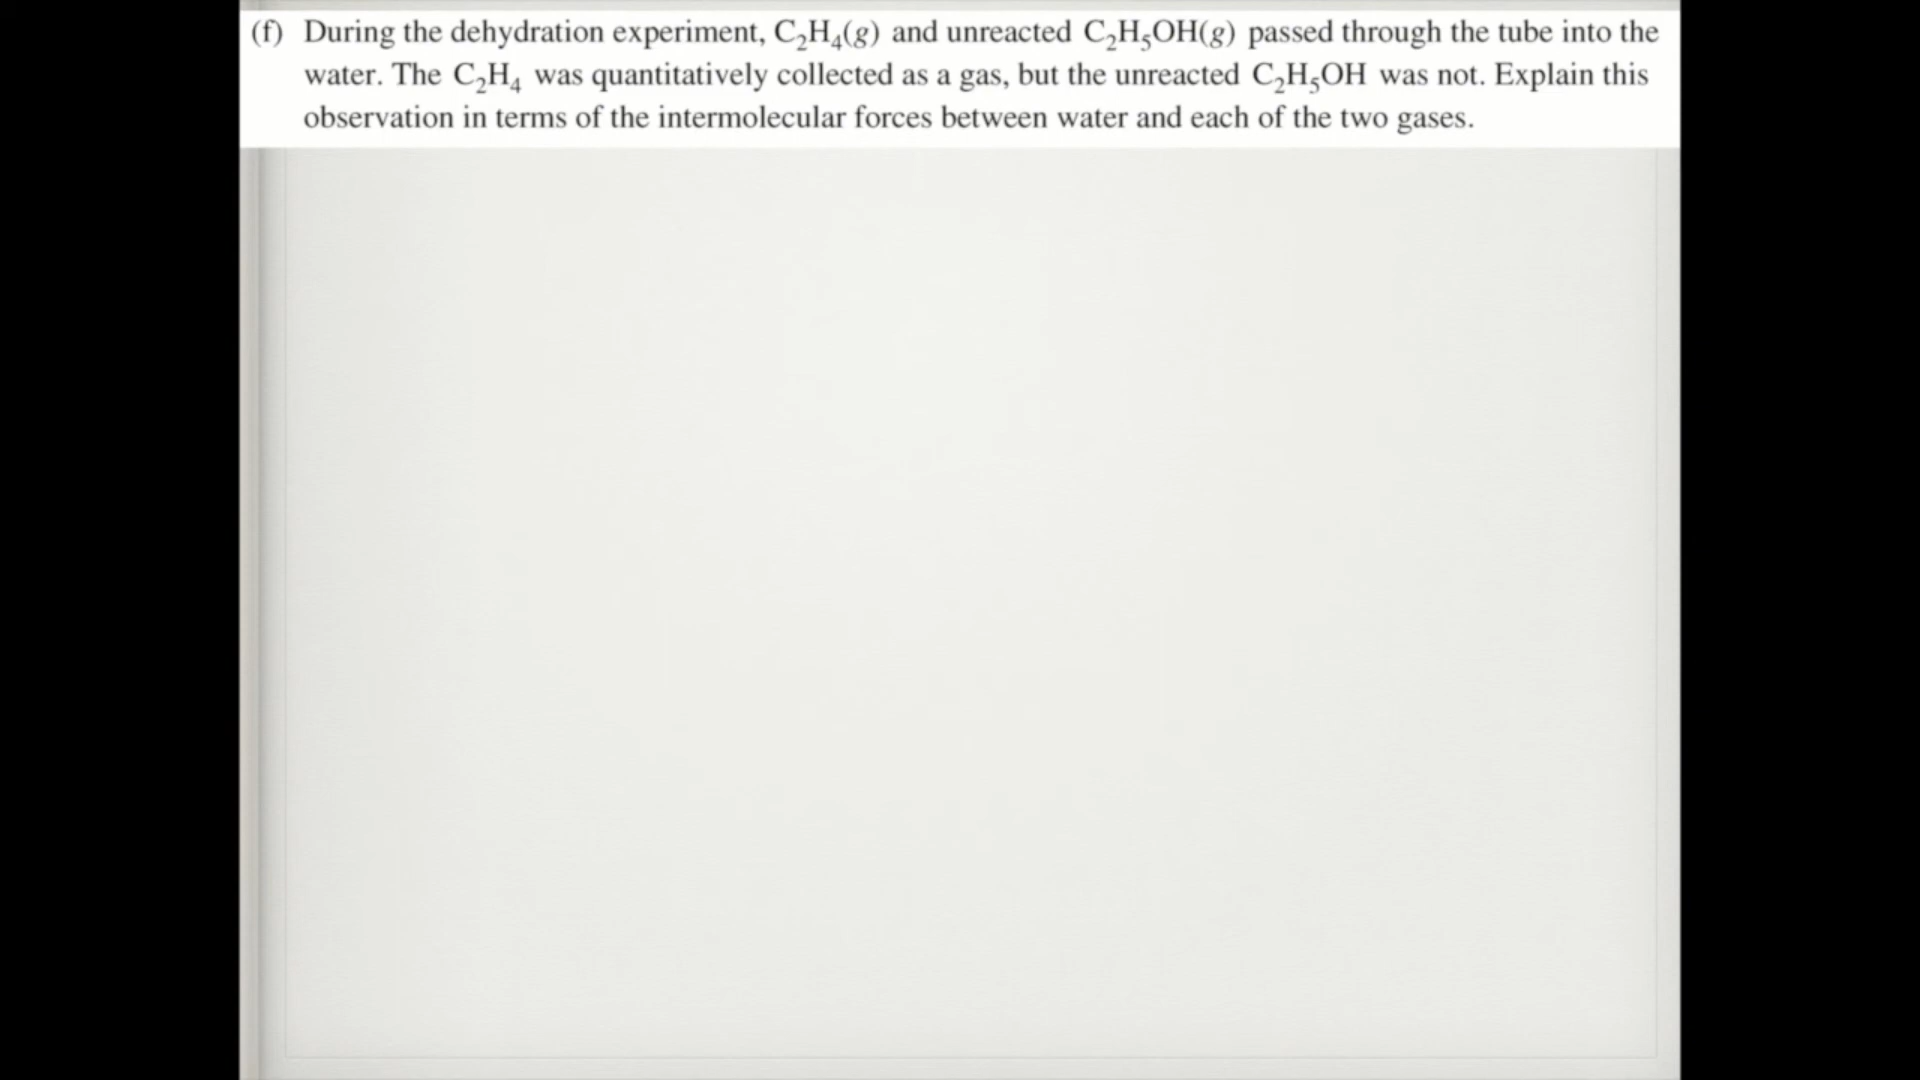 (f) During the dehydration experiment, C₂H₄(g) and unreacted C₂H₅OH(g) passed through the tube into the
water. The C₂H₄ was quantitatively collected as a gas, but the unreacted C₂H₅OH was not. Explain this
observation in terms of the intermolecular forces between water and each of the two gases.